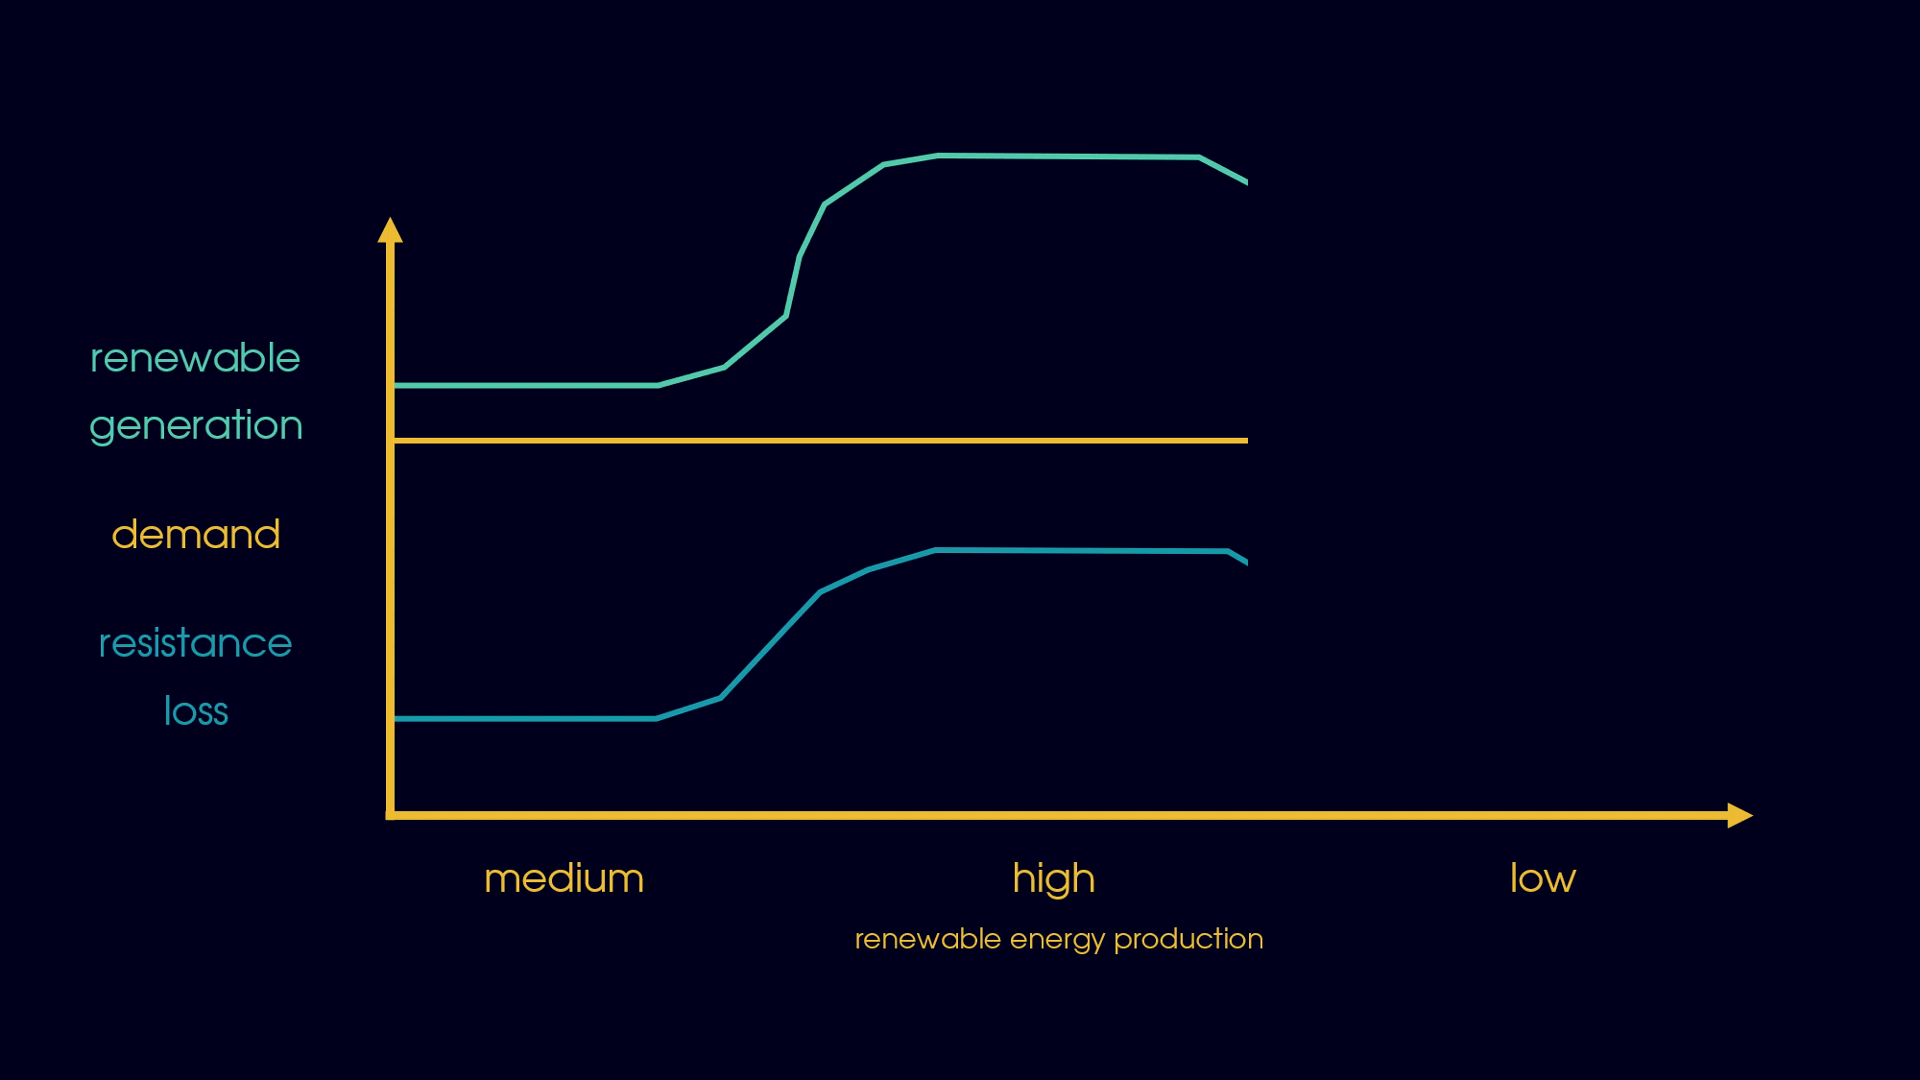 renewable
generation
demand
resistance
loss
medium
high
low
renewable energy production